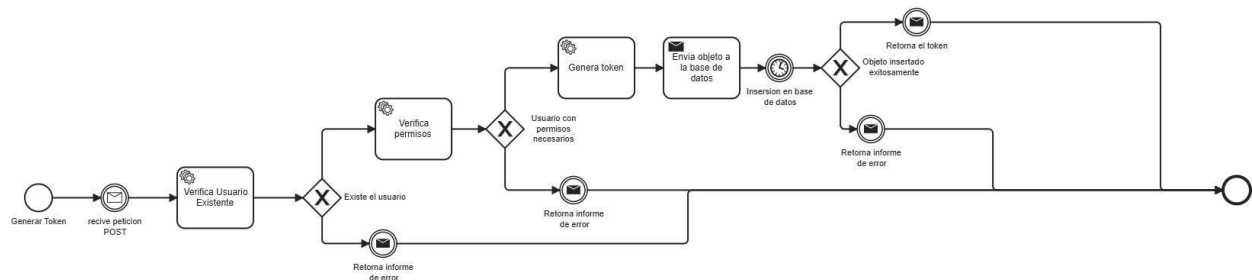 Generar Token
recive peticion
POST
Verifica Usuario
Existente
Existe el usuario
Retorna informe
de error
Verifica
permisos
Usuario con
permisos
necesarios
Retorna informe
de error
Genera token
Envia objeto a
la base de
datos
Insersion en base
de datos
Objeto insertado
exitosamente
Retorna el token
Retorna informe
de error